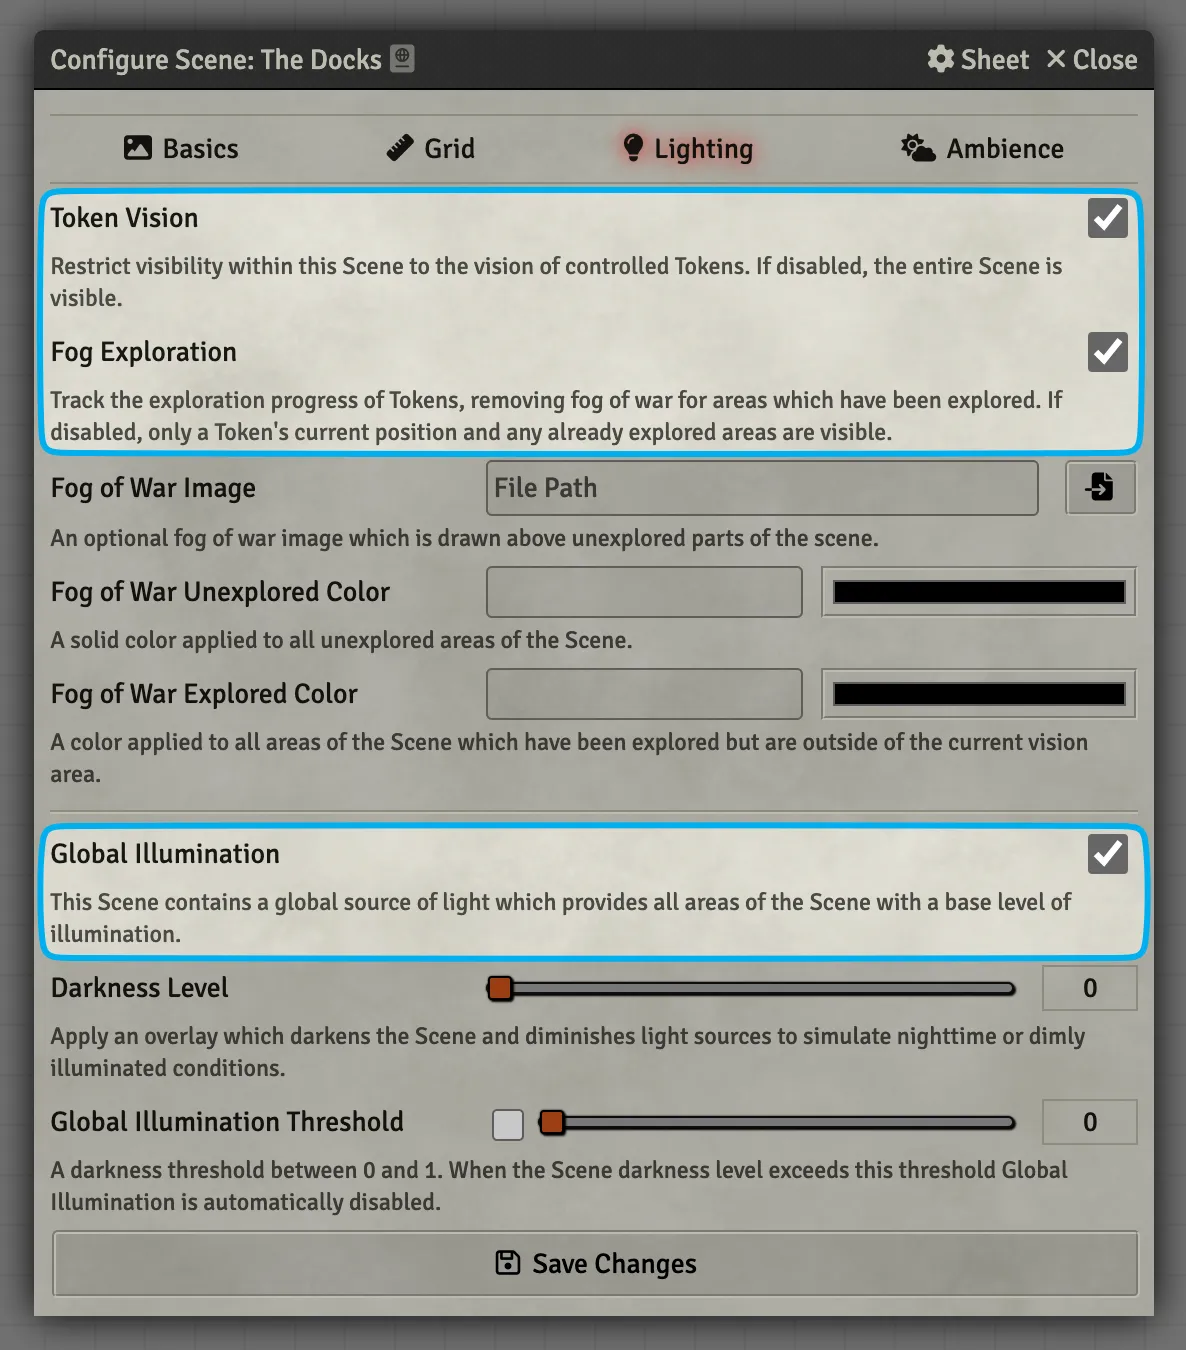 Configure Scene: The Docks
Sheet
Close
Basics
Grid
Lighting
Ambience
Token Vision
Restrict visibility within this Scene to the vision of controlled Tokens. If disabled, the entire Scene is
visible.
Fog Exploration
Track the exploration progress of Tokens, removing fog of war for areas which have been explored. If
disabled, only a Token's current position and any already explored areas are visible.
Fog of War Image
File Path
An optional fog of war image which is drawn above unexplored parts of the scene.
Fog of War Unexplored Color
A solid color applied to all unexplored areas of the Scene.
Fog of War Explored Color
A color applied to all areas of the Scene which have been explored but are outside of the current vision
area.
Global Illumination
This Scene contains a global source of light which provides all areas of the Scene with a base level of
illumination.
Darkness Level
0
Apply an overlay which darkens the Scene and diminishes light sources to simulate nighttime or dimly
illuminated conditions.
Global Illumination Threshold
0
A darkness threshold between 0 and 1. When the Scene darkness level exceeds this threshold Global
Illumination is automatically disabled.
Save Changes